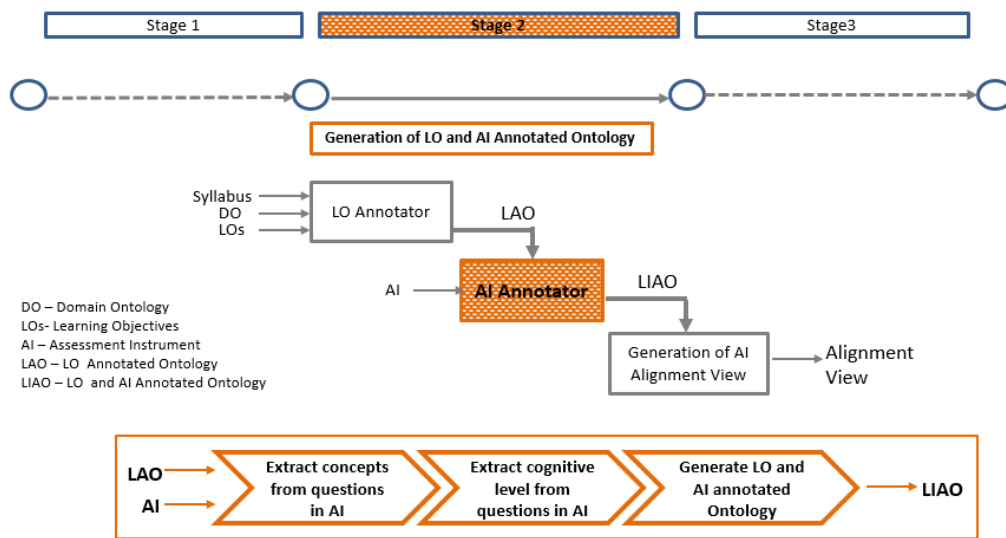 Stage 1
Stage 2
Stage3
Generation of LO and AI Annotated Ontology
Syllabus
DO
LOs
LO Annotator
LAO
AI
AI Annotator
LIAO
Generation of AI
Alignment View
Alignment
View
DO – Domain Ontology
LOs- Learning Objectives
AI – Assessment Instrument
LAO – LO Annotated Ontology
LIAO – LO and AI Annotated Ontology
LAO
AI
Extract concepts
from questions
in AI
Extract cognitive
level from
questions in AI
Generate LO and
AI annotated
Ontology
LIAO